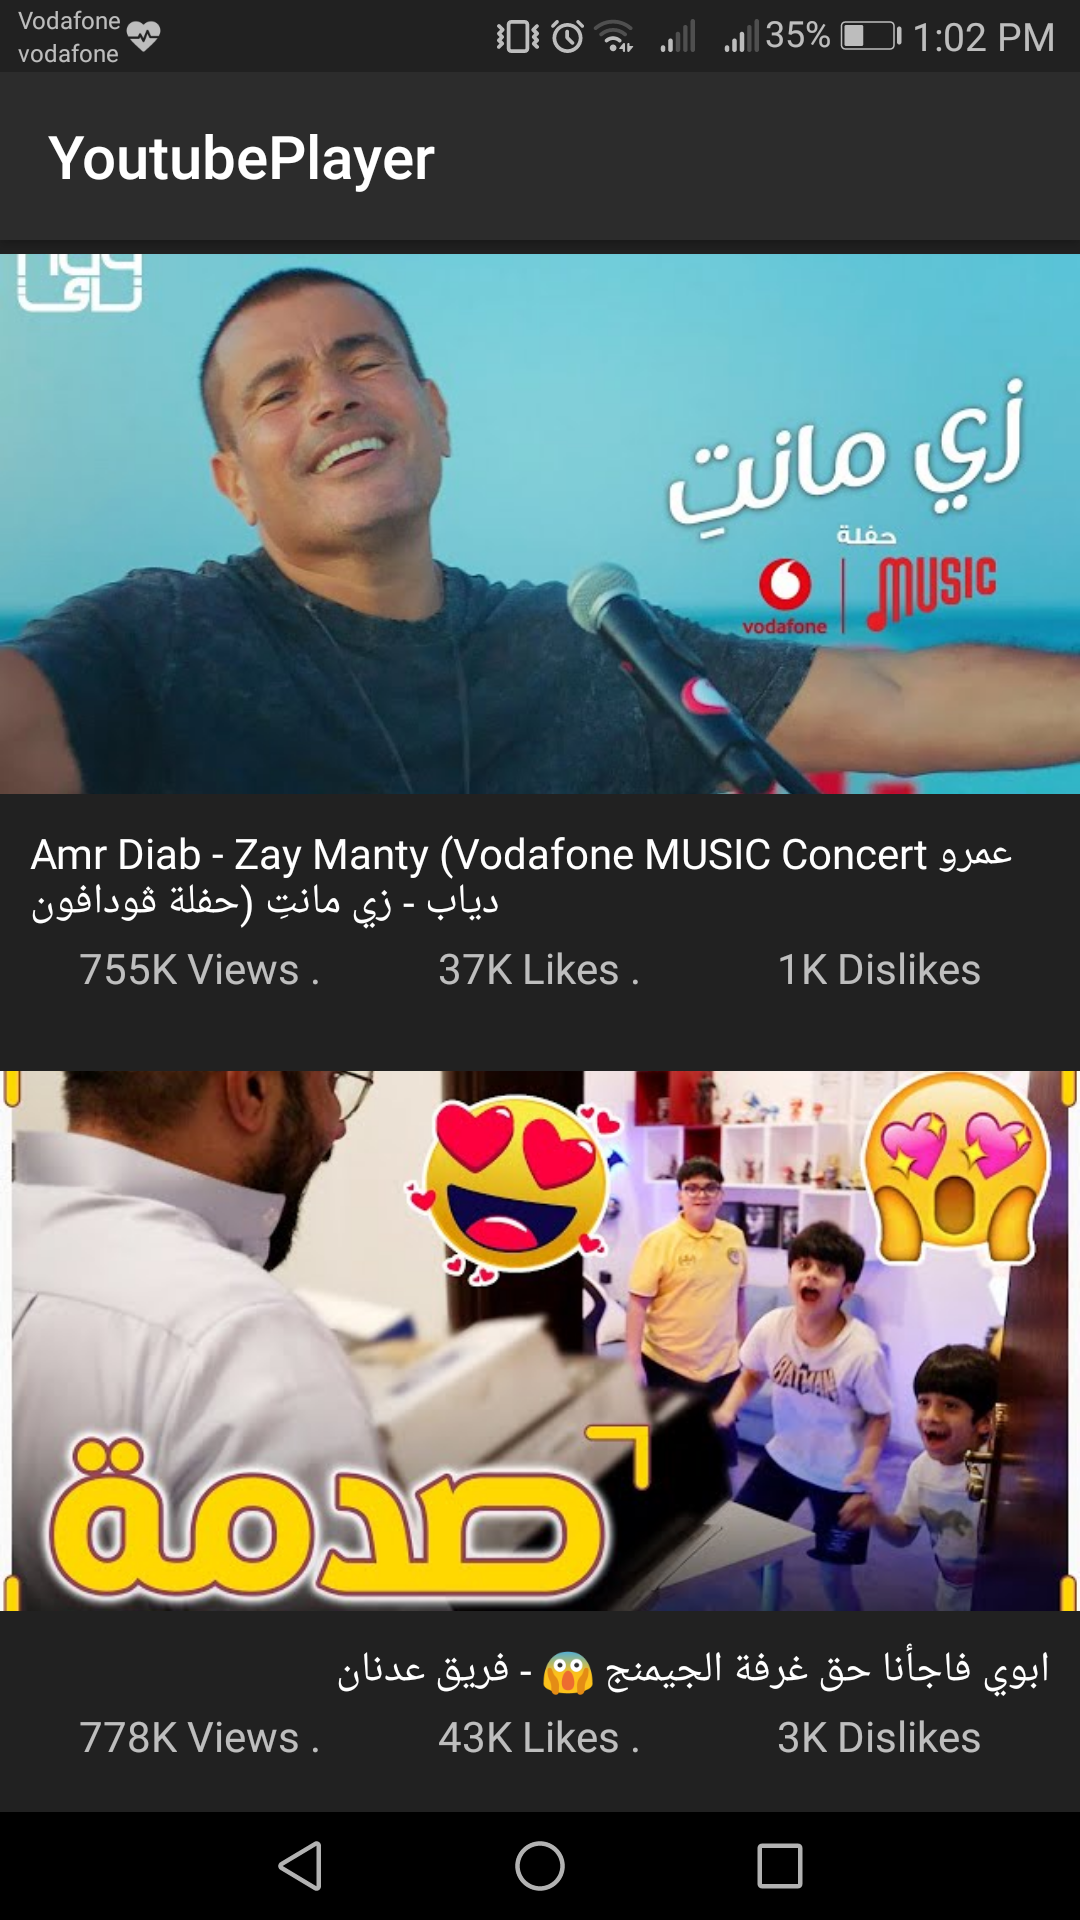 Vodafone
vodafone
35% 1:02 PM
YoutubePlayer
ناي
زي مانتِ
حفلة
vodafone
MUSIC
Amr Diab - Zay Manty (Vodafone MUSIC Concert عمرو
دياب - زي مانتِ (حفلة ڤودافون
755K Views .
37K Likes .
1K Dislikes
BATMAN
صدمة
ابوي فاجأنا حق غرفة الجيمنج 😱 - فريق عدنان
778K Views .
43K Likes .
3K Dislikes